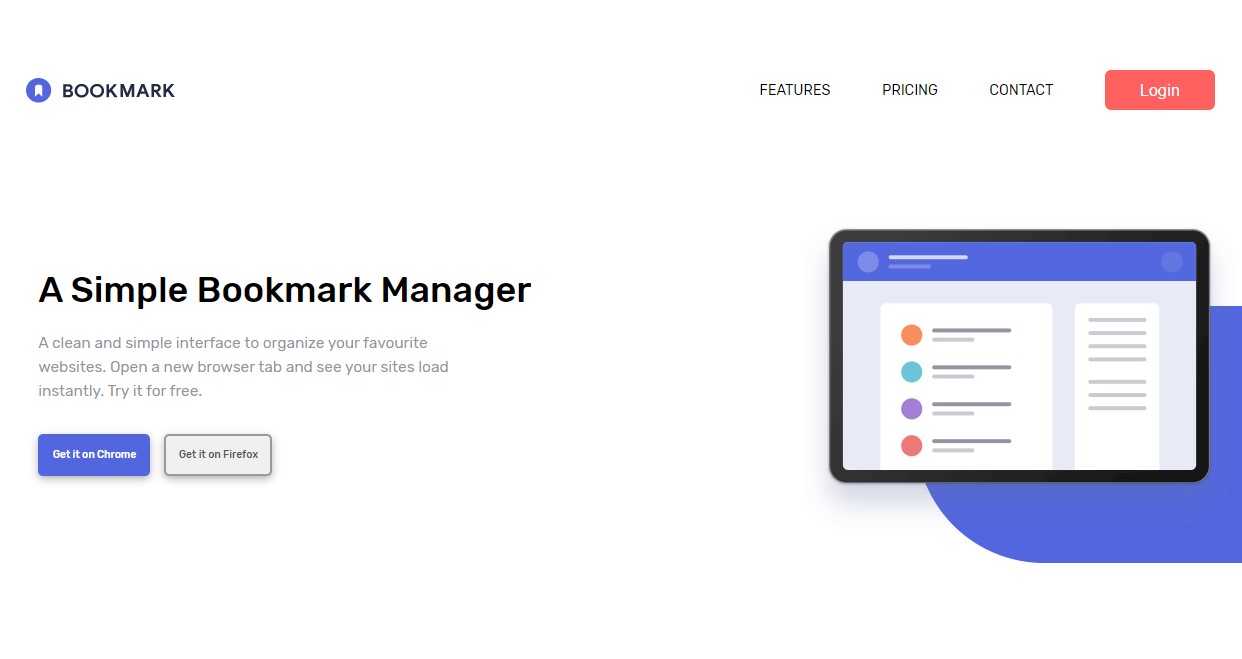 BOOKMARK
FEATURES PRICING CONTACT Login
A Simple Bookmark Manager
A clean and simple interface to organize your favourite
websites. Open a new browser tab and see your sites load
instantly. Try it for free.
Get it on Chrome Get it on Firefox